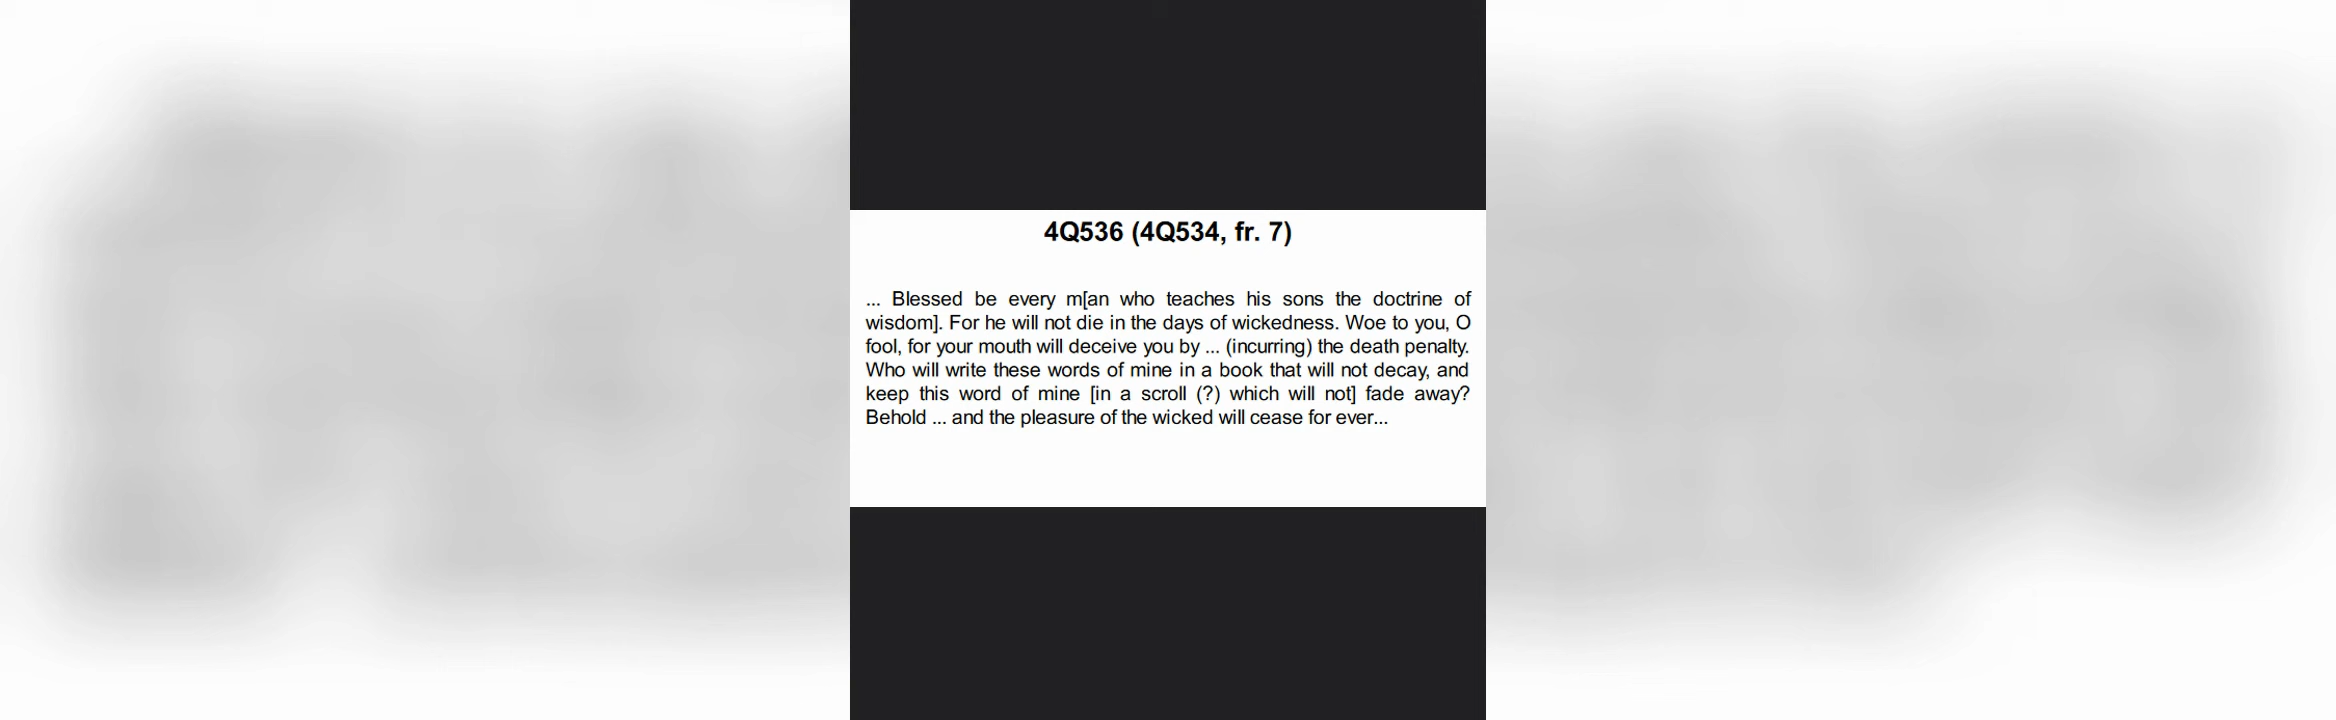 4Q536 (4Q534, fr. 7)
... Blessed be every m[an who teaches his sons the doctrine of
wisdom]. For he will not die in the days of wickedness. Woe to you, O
fool, for your mouth will deceive you by ... (incurring) the death penalty.
Who will write these words of mine in a book that will not decay, and
keep this word of mine [in a scroll (?) which will not] fade away?
Behold ... and the pleasure of the wicked will cease for ever...